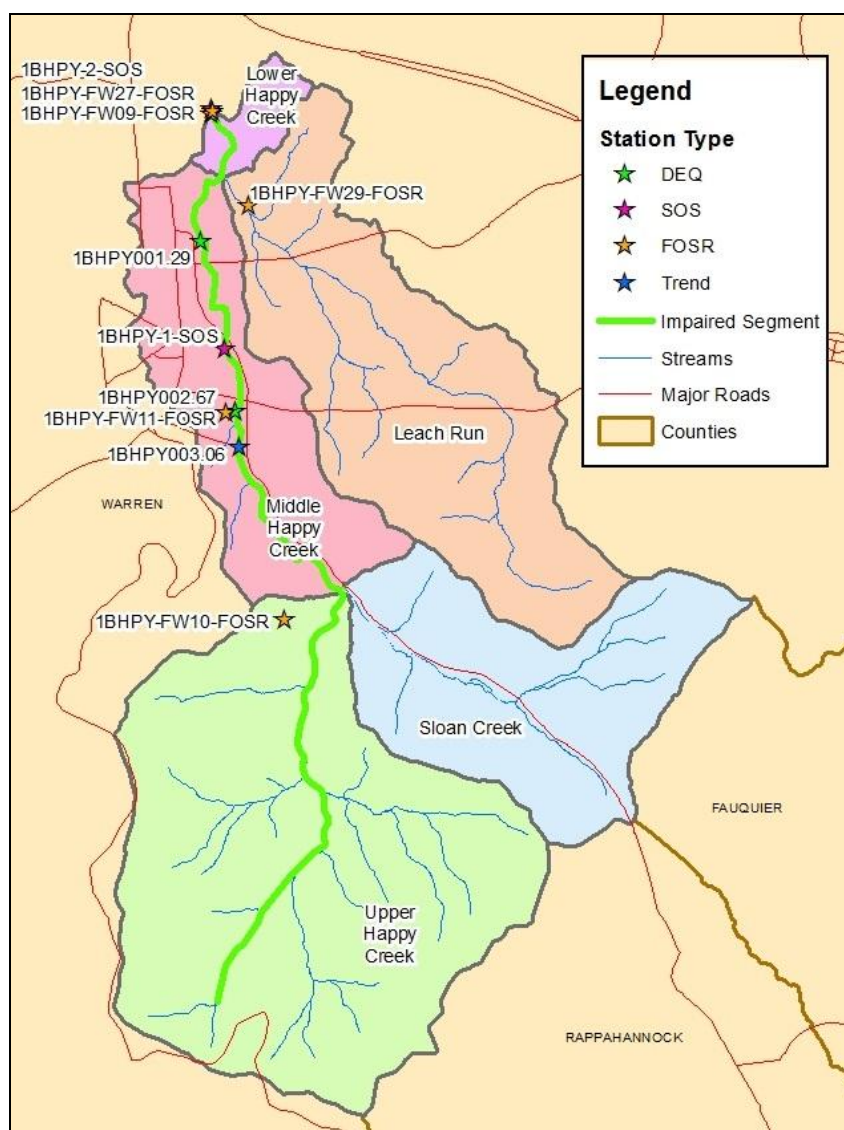 1BHPY-2-SOS
1BHPY-FW27-FOSR
1BHPY-FW09-FOSR
Lower
Happy
Creek
1BHPY-FW29-FOSR
1BHPY001.29
1BHPY-1-SOS
1BHPY002.67
1BHPY-FW11-FOSR
1BHPY003.06
Leach Run
WARREN
Middle
Happy
Creek
1BHPY-FW10-FOSR
Sloan Creek
FAUQUIER
Upper
Happy
Creek
RAPPAHANNOCK
Legend
Station Type
DEQ
SOS
FOSR
Trend
Impaired Segment
Streams
Major Roads
Counties